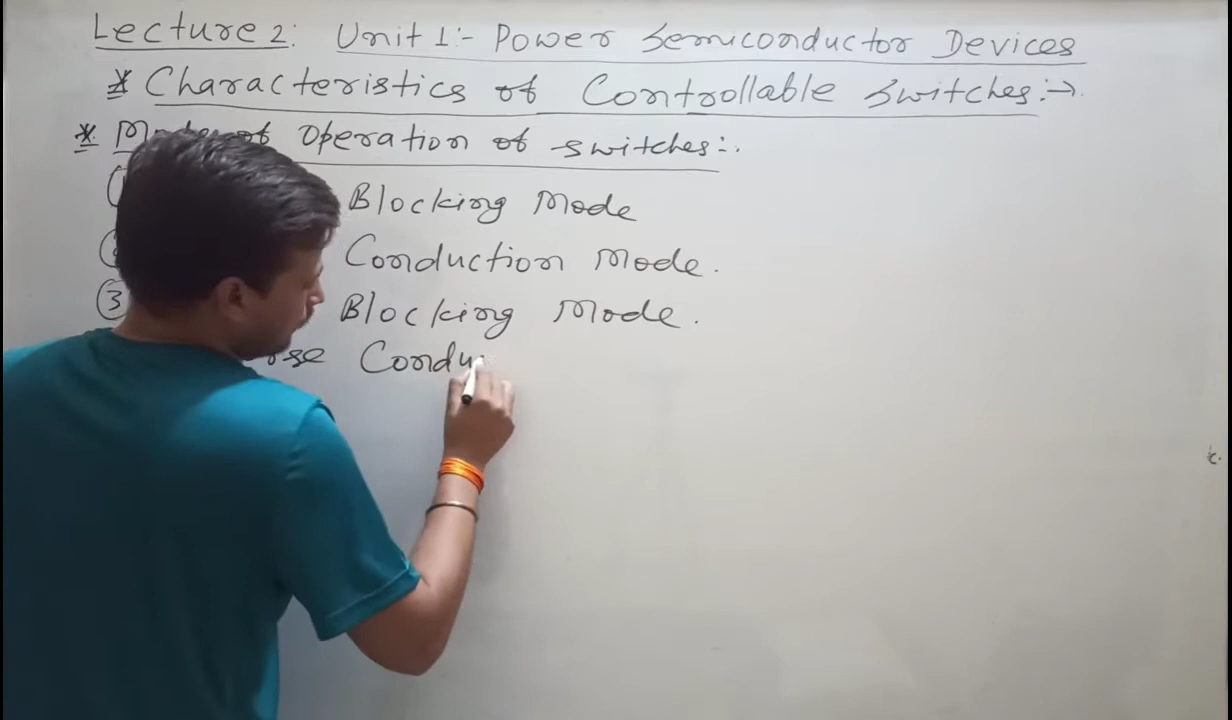 Lecture 2: Unit 1:- Power Semiconductor Devices
* Characteristics of Controllable Switches:→
* Modes of Operation of switches:-
Blocking Mode
Conduction Mode.
③ Blocking Mode.
Condu